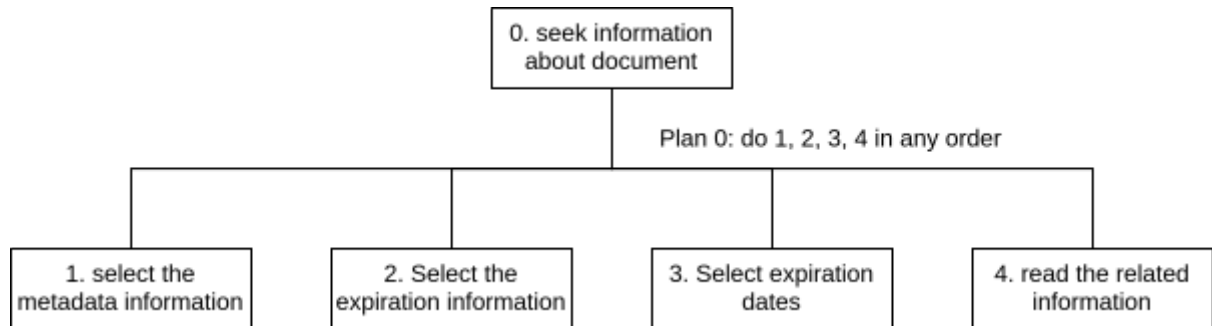 0. seek information
about document
Plan 0: do 1, 2, 3, 4 in any order
1. select the
metadata information
2. Select the
expiration information
3. Select expiration
dates
4. read the related
information